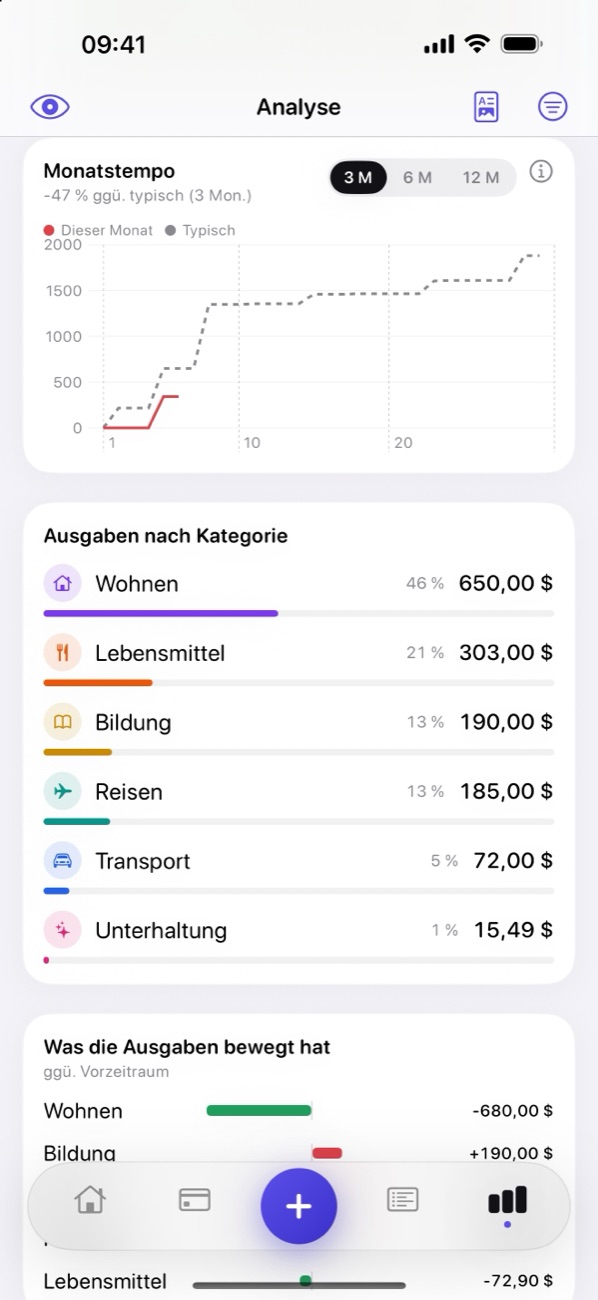 09:41
Analyse
Monatstempo
-47 % ggü. typisch (3 Mon.)
3 M 6 M 12 M
Dieser Monat Typisch
2000
1500
1000
500
0
1 10 20
Ausgaben nach Kategorie
Wohnen 46 % 650,00 $
Lebensmittel 21 % 303,00 $
Bildung 13 % 190,00 $
Reisen 13 % 185,00 $
Transport 5 % 72,00 $
Unterhaltung 1 % 15,49 $
Was die Ausgaben bewegt hat
ggü. Vorzeitraum
Wohnen -680,00 $
Bildung +190,00 $
Lebensmittel -72,90 $